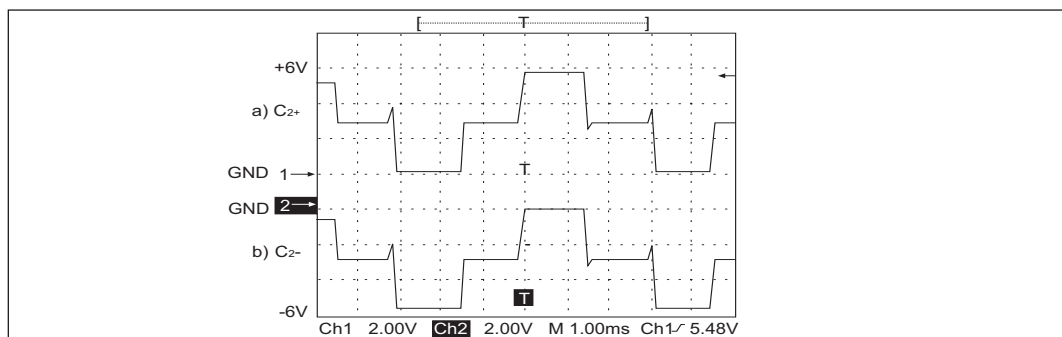 [ T ]
+6V
a) C2+
GND 1
T
GND 2
b) C2-
T
-6V
Ch1 2.00V Ch2 2.00V M 1.00ms Ch1 5.48V